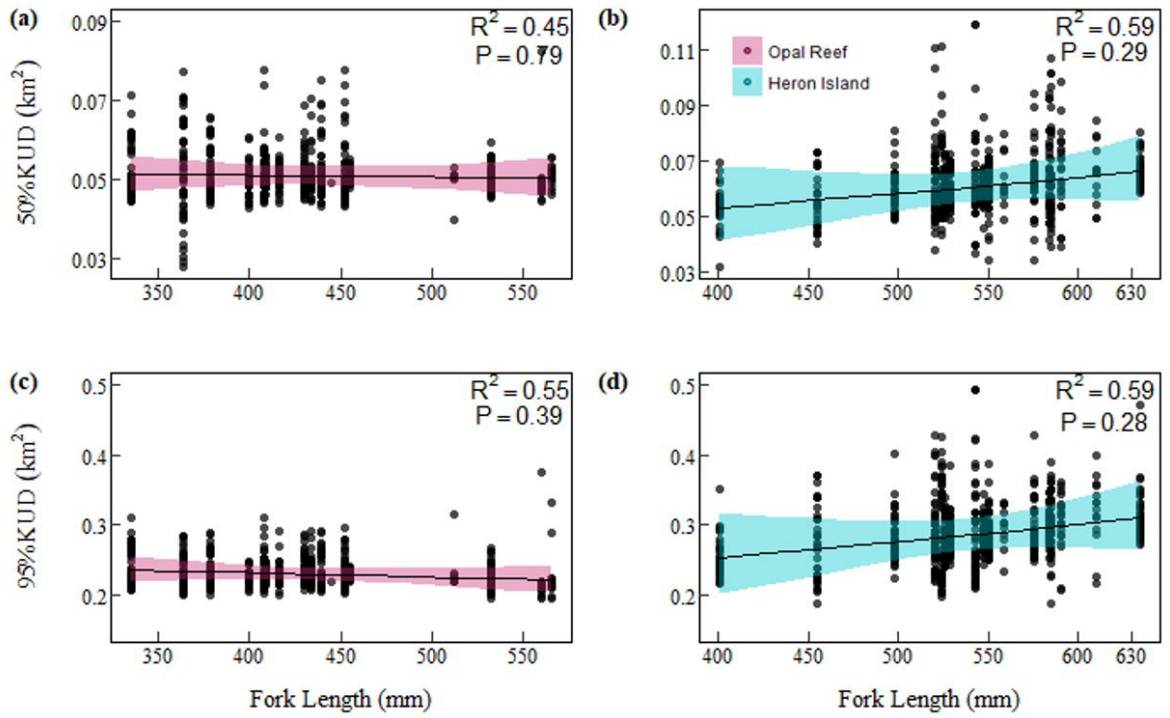 (a)
R² = 0.45
P = 0.79
50%KUD (km²)
0.09
0.07
0.05
0.03
350 400 450 500 550
(b)
R² = 0.59
P = 0.29
Opal Reef
Heron Island
0.11
0.09
0.07
0.05
0.03
400 450 500 550 600 630
(c)
R² = 0.55
P = 0.39
95%KUD (km²)
0.5
0.4
0.3
0.2
350 400 450 500 550
Fork Length (mm)
(d)
R² = 0.59
P = 0.28
0.5
0.4
0.3
0.2
400 450 500 550 600 630
Fork Length (mm)